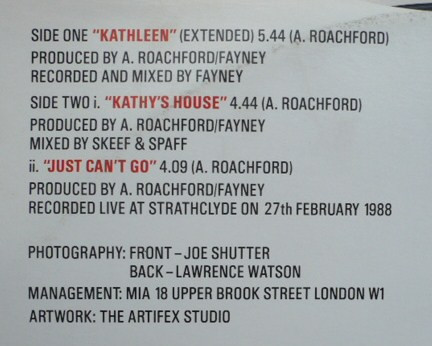 SIDE ONE "KATHLEEN" (EXTENDED) 5.44 (A. ROACHFORD)
PRODUCED BY A. ROACHFORD/FAYNEY
RECORDED AND MIXED BY FAYNEY
SIDE TWO i. "KATHY'S HOUSE" 4.44 (A. ROACHFORD)
PRODUCED BY A. ROACHFORD/FAYNEY
MIXED BY SKEEF & SPAFF
ii. "JUST CAN'T GO" 4.09 (A. ROACHFORD)
PRODUCED BY A. ROACHFORD/FAYNEY
RECORDED LIVE AT STRATHCLYDE ON 27th FEBRUARY 1988
PHOTOGRAPHY: FRONT – JOE SHUTTER
BACK – LAWRENCE WATSON
MANAGEMENT: MIA 18 UPPER BROOK STREET LONDON W1
ARTWORK: THE ARTIFEX STUDIO